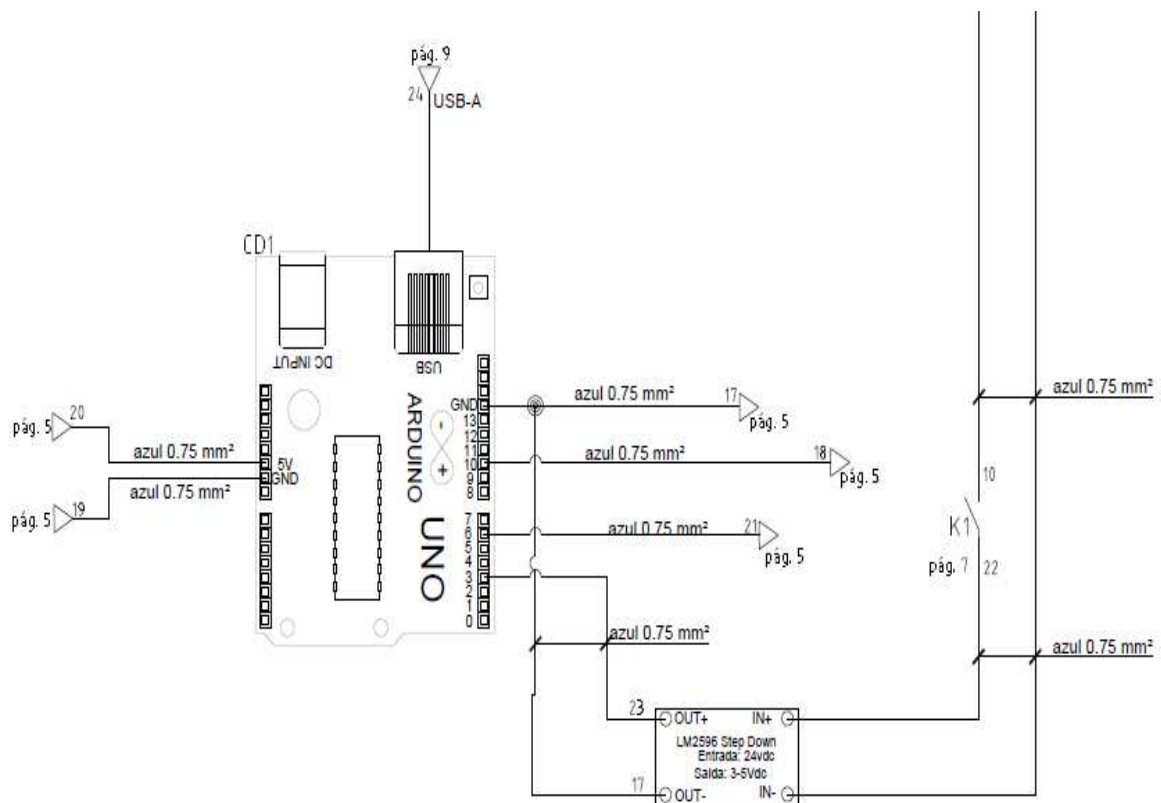 pág. 9
24
USB-A
CD1
DC INPUT
USB
ARDUINO
UNO
GND
13
12
11
10
9
8
7
6
5
4
3
2
1
0
5V
GND
pág. 5
20
azul 0.75 mm²
azul 0.75 mm²
pág. 5
19
azul 0.75 mm²
17
pág. 5
azul 0.75 mm²
18
pág. 5
azul 0.75 mm²
21
pág. 5
azul 0.75 mm²
azul 0.75 mm²
10
K1
pág. 7
22
azul 0.75 mm²
23
OUT+
IN+
LM2596 Step Down
Entrada: 24vdc
Salida: 3-5Vdc
17
OUT-
IN-